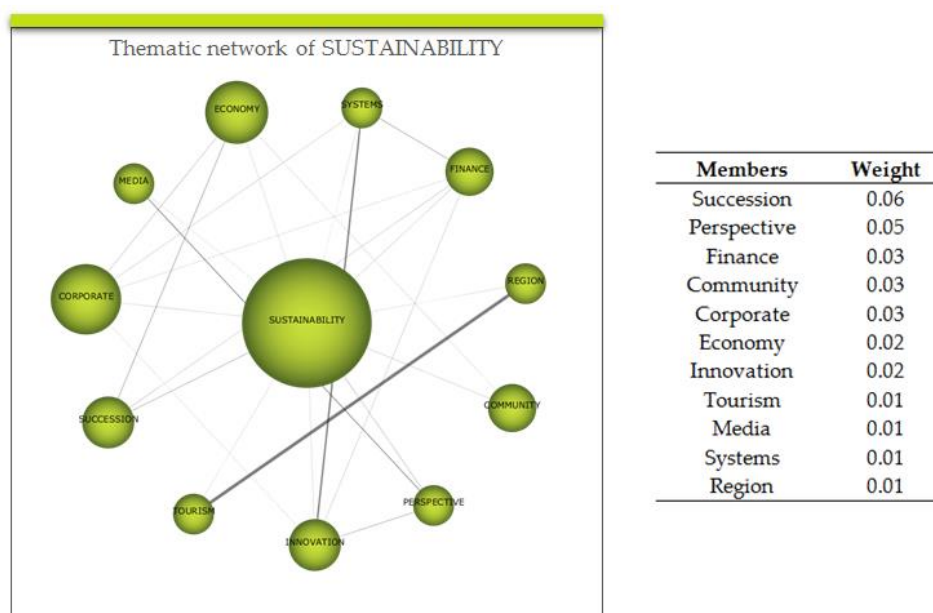 Thematic network of SUSTAINABILITY
ECONOMY
SYSTEMS
MEDIA
FINANCE
REGION
CORPORATE
SUSTAINABILITY
COMMUNITY
SUCCESSION
PERSPECTIVE
TOURISM
INNOVATION
Members Weight
Succession 0.06
Perspective 0.05
Finance 0.03
Community 0.03
Corporate 0.03
Economy 0.02
Innovation 0.02
Tourism 0.01
Media 0.01
Systems 0.01
Region 0.01